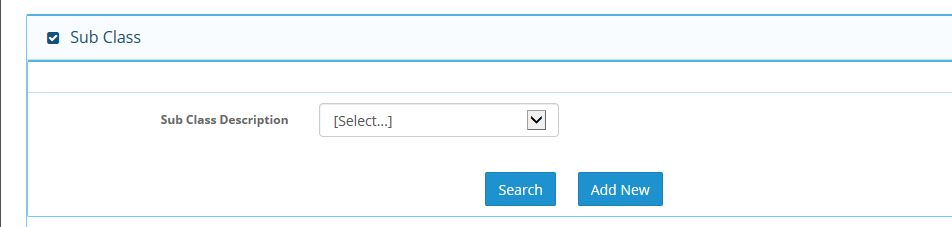 Sub Class
Sub Class Description [Select...]
Search Add New